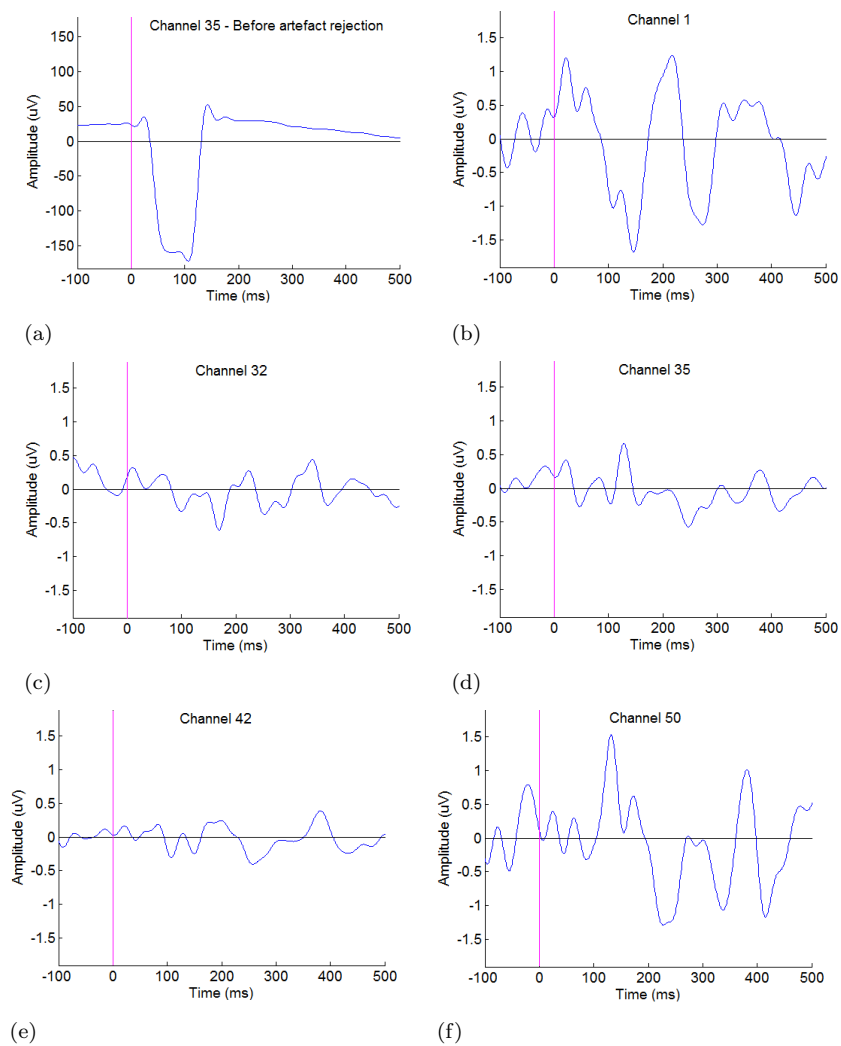 Channel 35 - Before artefact rejection
150
100
50
0
-50
-100
-150
Amplitude (uV)
-100 0 100 200 300 400 500
Time (ms)
(a)
Channel 1
1.5
1
0.5
0
-0.5
-1
-1.5
Amplitude (uV)
-100 0 100 200 300 400 500
Time (ms)
(b)
Channel 32
1.5
1
0.5
0
-0.5
-1
-1.5
Amplitude (uV)
-100 0 100 200 300 400 500
Time (ms)
(c)
Channel 35
1.5
1
0.5
0
-0.5
-1
-1.5
Amplitude (uV)
-100 0 100 200 300 400 500
Time (ms)
(d)
Channel 42
1.5
1
0.5
0
-0.5
-1
-1.5
Amplitude (uV)
-100 0 100 200 300 400 500
Time (ms)
(e)
Channel 50
1.5
1
0.5
0
-0.5
-1
-1.5
Amplitude (uV)
-100 0 100 200 300 400 500
Time (ms)
(f)